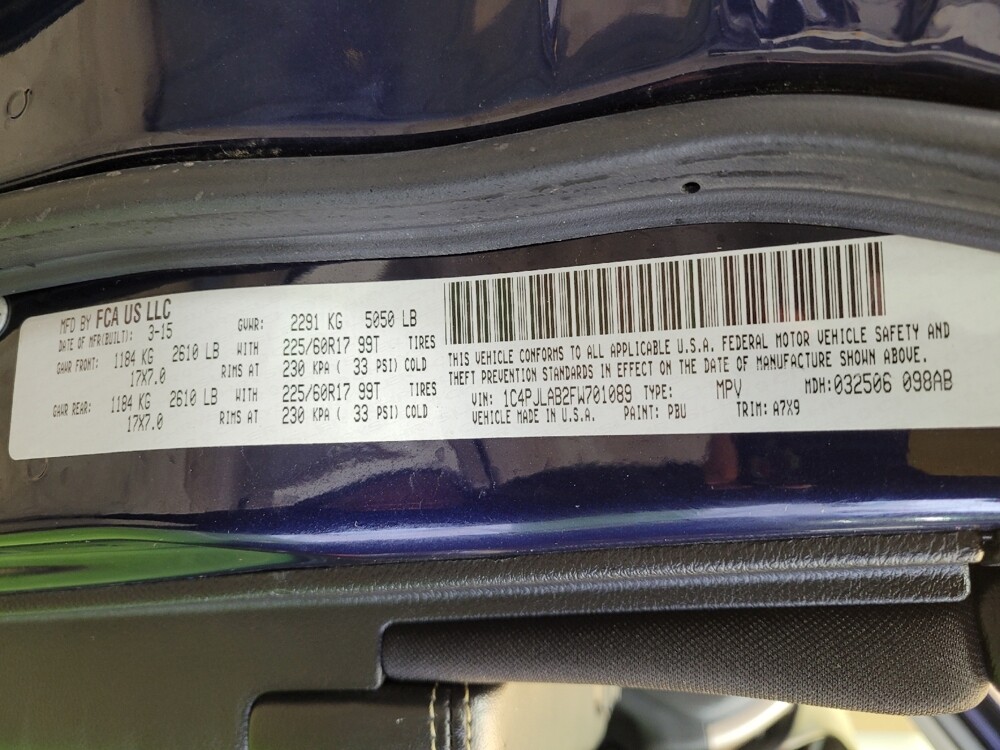 MFD BY FCA US LLC
DATE OF MFR(BUILT): 3-15 GVWR: 2291 KG 5050 LB
GAWR FRONT: 1184 KG 2610 LB WITH 225/60R17 99T TIRES
17X7.0 RIMS AT 230 KPA ( 33 PSI) COLD
GAWR REAR: 1184 KG 2610 LB WITH 225/60R17 99T TIRES
17X7.0 RIMS AT 230 KPA ( 33 PSI) COLD
THIS VEHICLE CONFORMS TO ALL APPLICABLE U.S.A. FEDERAL MOTOR VEHICLE SAFETY AND
THEFT PREVENTION STANDARDS IN EFFECT ON THE DATE OF MANUFACTURE SHOWN ABOVE.
VIN: 1C4PJLAB2FW701089 TYPE: MPV MDH:032506 098AB
VEHICLE MADE IN U.S.A. PAINT: PBU TRIM: A7X9